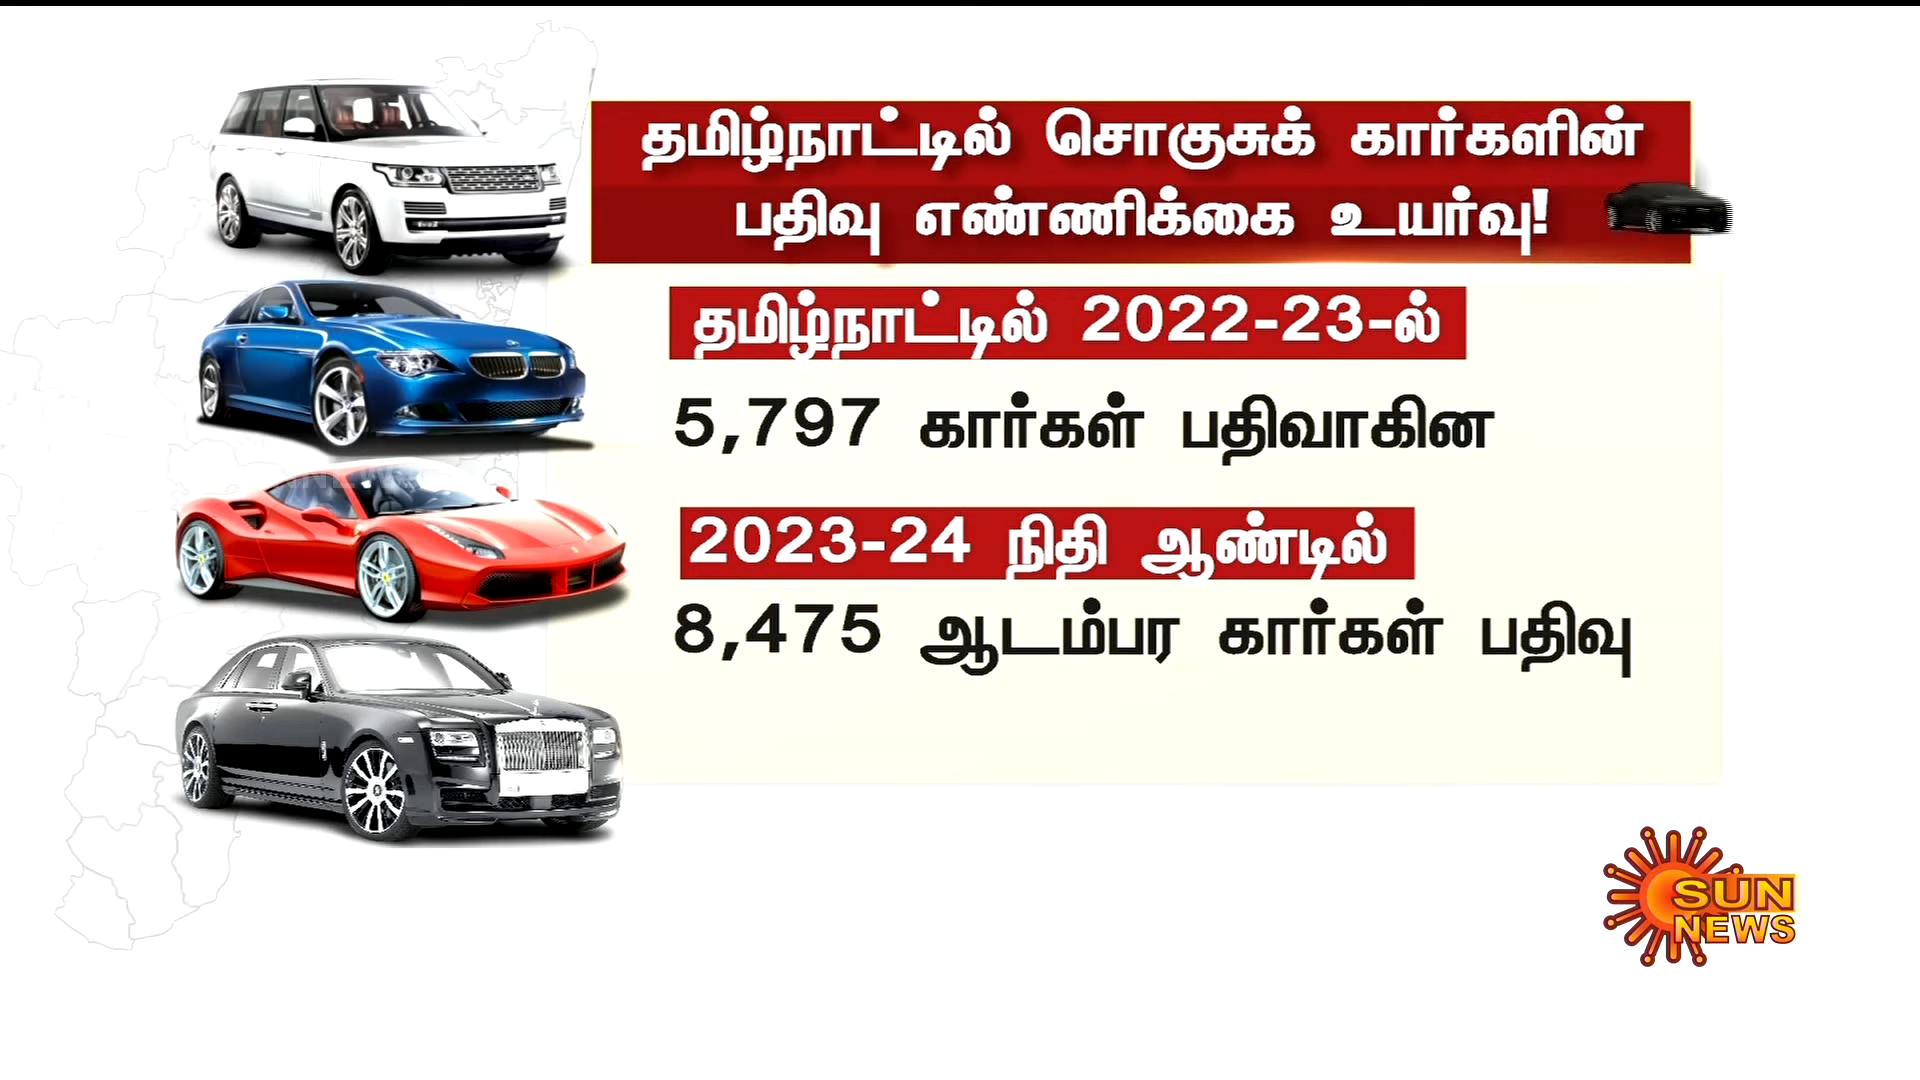 தமிழ்நாட்டில் சொகுசுக் கார்களின்
பதிவு எண்ணிக்கை உயர்வு!
தமிழ்நாட்டில் 2022-23-ல்
5,797 கார்கள் பதிவாகின
2023-24 நிதி ஆண்டில்
8,475 ஆடம்பர கார்கள் பதிவு
SUN
NEWS